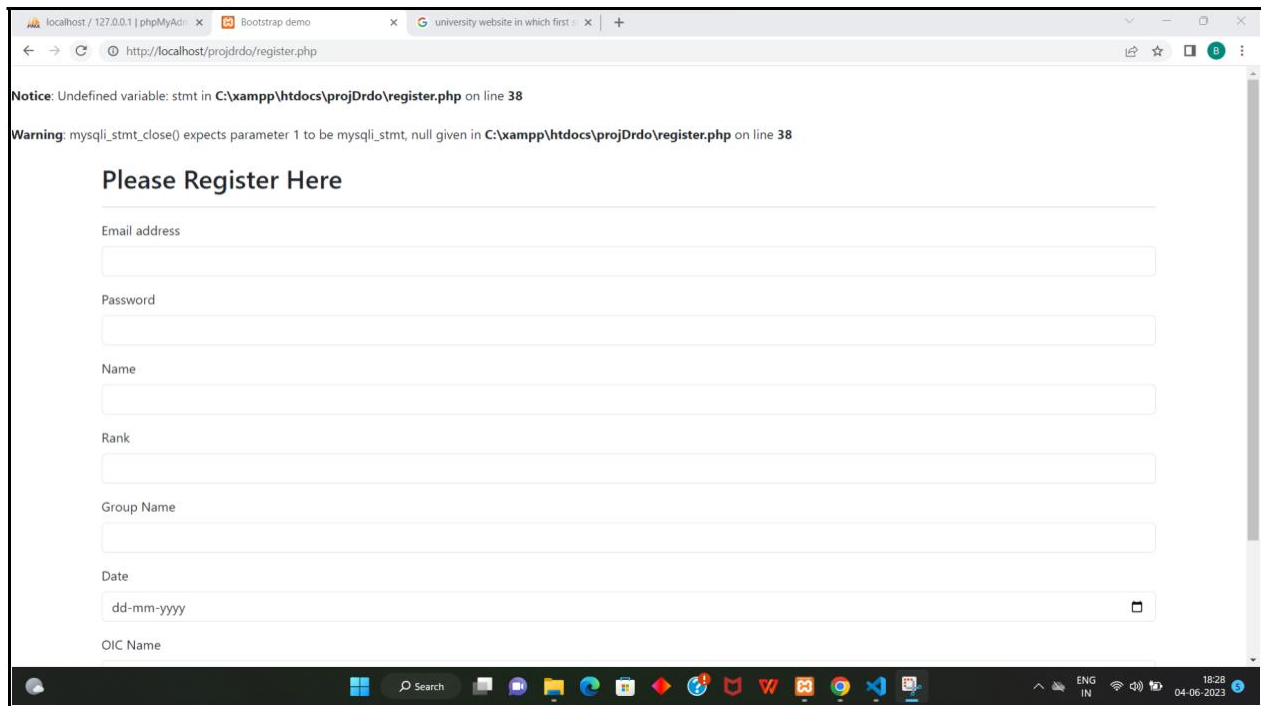 localhost / 127.0.0.1 | phpMyAdm
Bootstrap demo
university website in which first s
http://localhost/projdrdo/register.php
B
Notice: Undefined variable: stmt in C:\xampp\htdocs\projDrdo\register.php on line 38
Warning: mysqli_stmt_close() expects parameter 1 to be mysqli_stmt, null given in C:\xampp\htdocs\projDrdo\register.php on line 38
Please Register Here
Email address
Password
Name
Rank
Group Name
Date
dd-mm-yyyy
OIC Name
Search
ENG
IN
18:28
04-06-2023
5